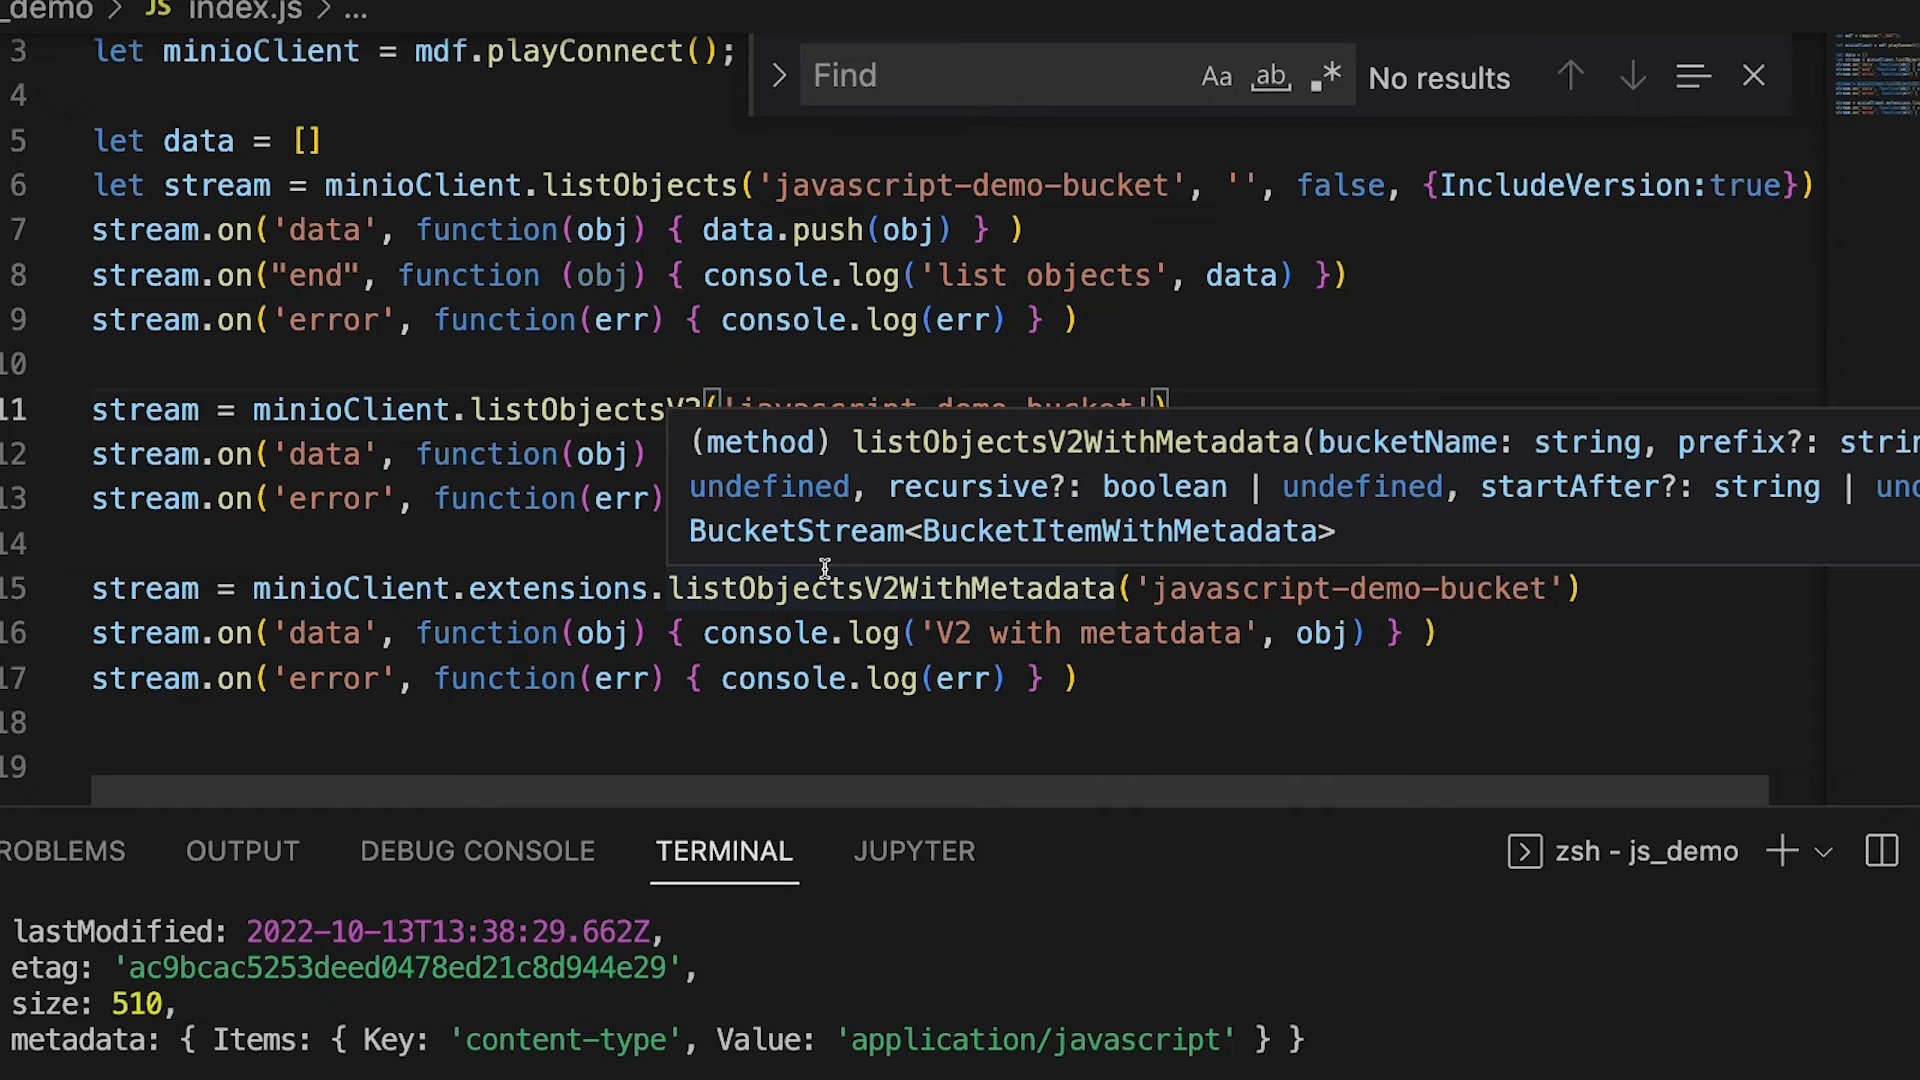 _demo > JS index.js > ...
3 let minioClient = mdf.playConnect();
Find Aa ab .* No results
4
5 let data = []
6 let stream = minioClient.listObjects('javascript-demo-bucket', '', false, {IncludeVersion:true})
7 stream.on('data', function(obj) { data.push(obj) } )
8 stream.on("end", function (obj) { console.log('list objects', data) })
9 stream.on('error', function(err) { console.log(err) } )
10
11 stream = minioClient.listObjectsV2('javascript-demo-bucket')
12 stream.on('data', function(obj)
13 stream.on('error', function(err)
(method) listObjectsV2WithMetadata(bucketName: string, prefix?: strin
undefined, recursive?: boolean | undefined, startAfter?: string | und
BucketStream<BucketItemWithMetadata>
14
15 stream = minioClient.extensions.listObjectsV2WithMetadata('javascript-demo-bucket')
16 stream.on('data', function(obj) { console.log('V2 with metatdata', obj) } )
17 stream.on('error', function(err) { console.log(err) } )
18
19
ROBLEMS OUTPUT DEBUG CONSOLE TERMINAL JUPYTER zsh - js_demo
lastModified: 2022-10-13T13:38:29.662Z,
etag: 'ac9bcac5253deed0478ed21c8d944e29',
size: 510,
metadata: { Items: { Key: 'content-type', Value: 'application/javascript' } }